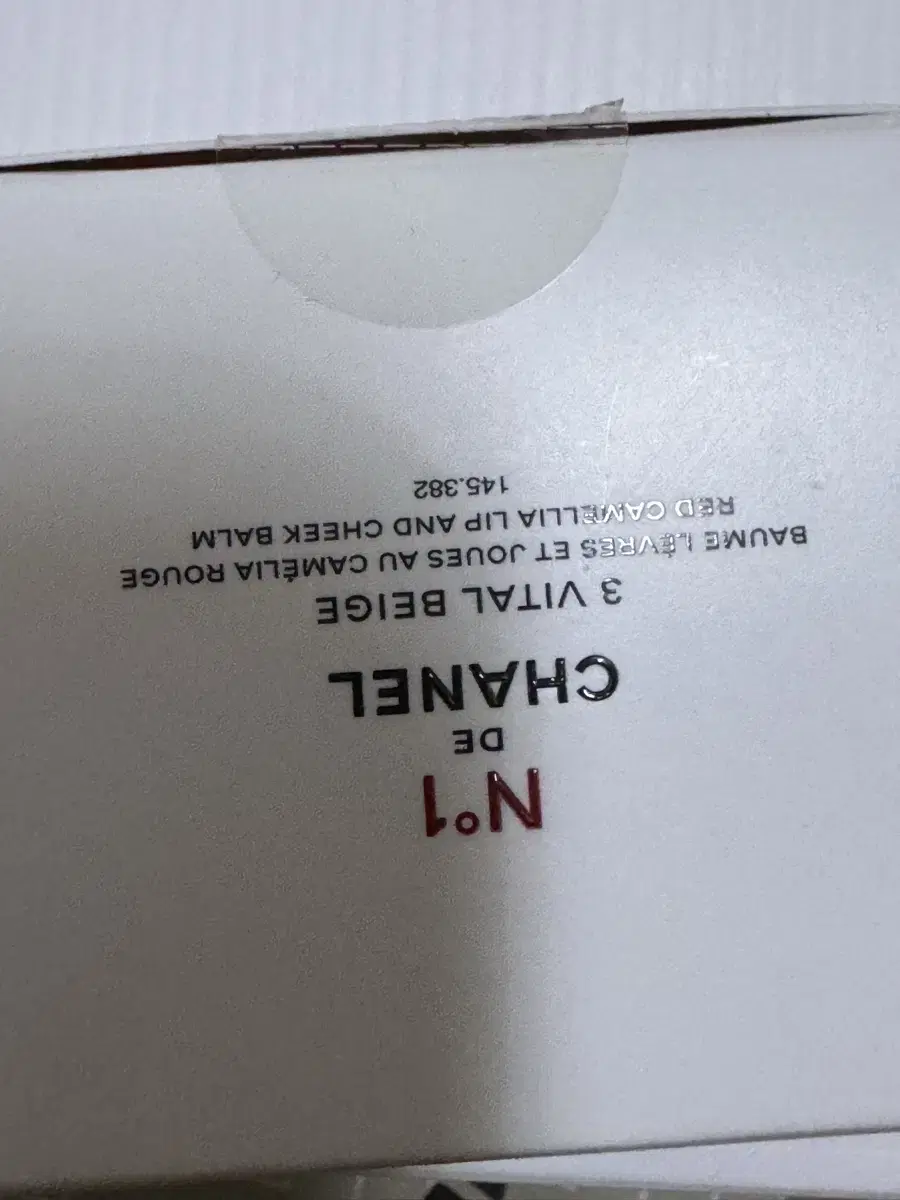 N°1
DE
CHANEL
3 VITAL BEIGE
BAUME LÈVRES ET JOUES AU CAMÉLIA ROUGE
RED CAMELLIA LIP AND CHEEK BALM
145.382